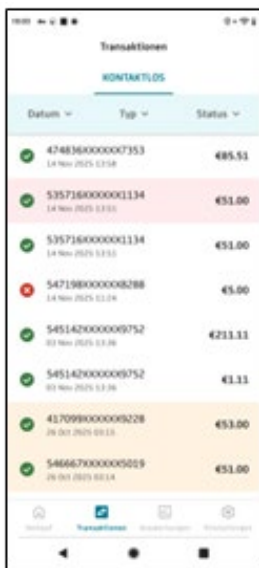 Transaktionen
KONTAKTLOS
Datum Typ Status
474836XXXXXX7353 €85.51
14 Nov 2025 13:58
535716XXXXXX1134 €51.00
14 Nov 2025 13:51
535716XXXXXX1134 €51.00
14 Nov 2025 13:51
547198XXXXXX8288 €5.00
14 Nov 2025 11:24
545142XXXXXX9752 €211.11
03 Nov 2025 13:36
545142XXXXXX9752 €1.11
03 Nov 2025 13:36
417099XXXXXX9228 €53.00
26 Oct 2025 03:15
546667XXXXXX5019 €51.00
26 Oct 2025 03:14
Verkauf Transaktionen Einstellungen